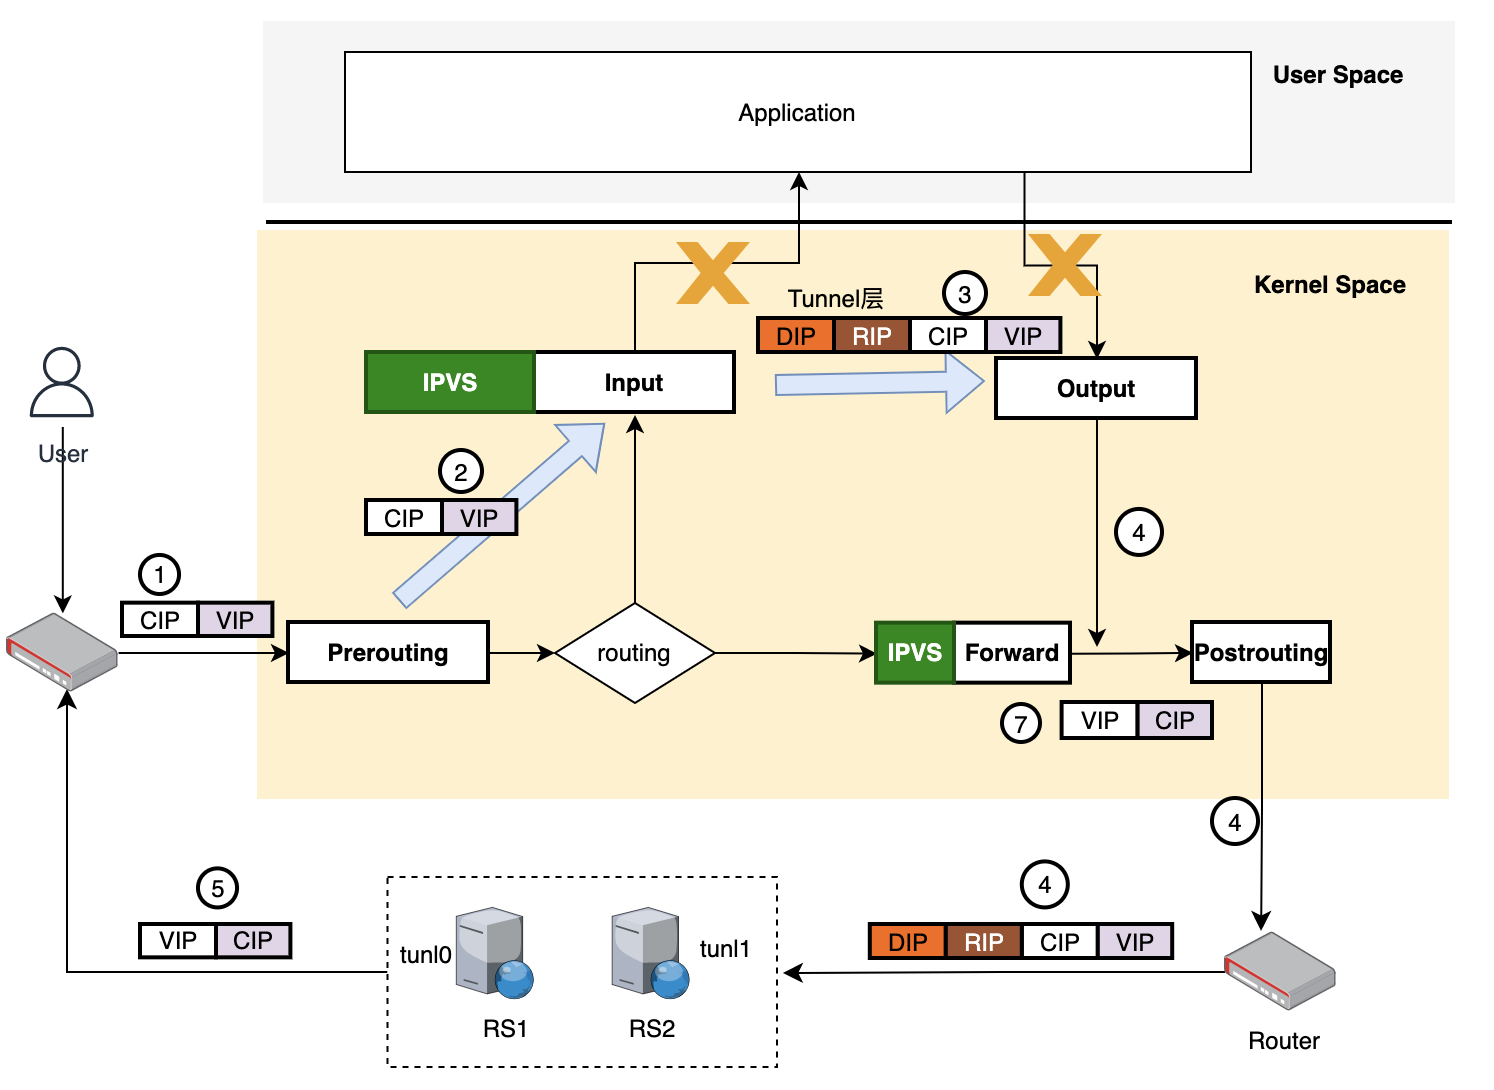 User Space
Application
Kernel Space
Tunnel层
3
DIP RIP CIP VIP
IPVS Input
Output
User
2
CIP VIP
4
1
CIP VIP
Prerouting
routing
IPVS Forward
Postrouting
7
VIP CIP
4
5
VIP CIP
4
DIP RIP CIP VIP
tunl0
tunl1
RS1
RS2
Router